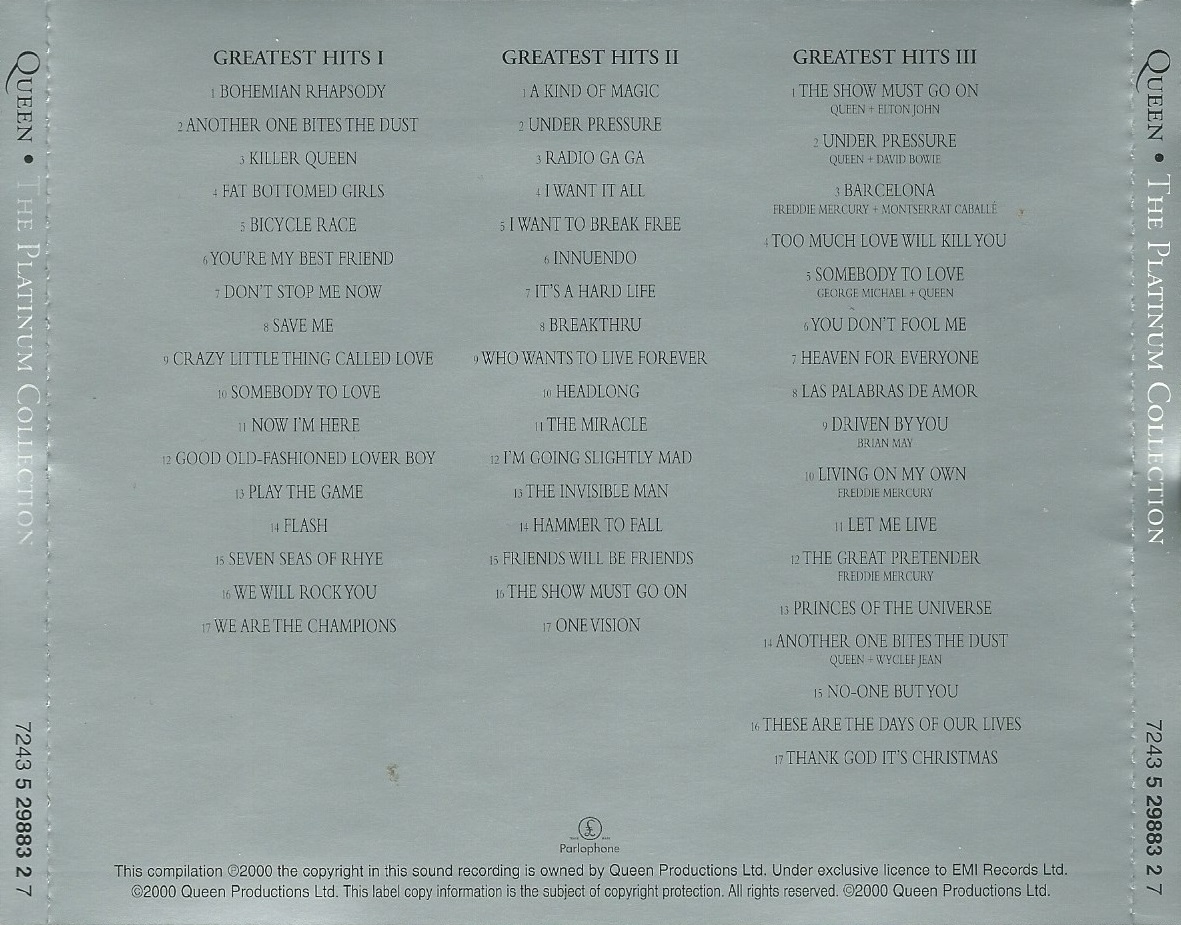 QUEEN • THE PLATINUM COLLECTION
7243 5 29883 2 7
GREATEST HITS I
1 BOHEMIAN RHAPSODY
2 ANOTHER ONE BITES THE DUST
3 KILLER QUEEN
4 FAT BOTTOMED GIRLS
5 BICYCLE RACE
6 YOU'RE MY BEST FRIEND
7 DON'T STOP ME NOW
8 SAVE ME
9 CRAZY LITTLE THING CALLED LOVE
10 SOMEBODY TO LOVE
11 NOW I'M HERE
12 GOOD OLD-FASHIONED LOVER BOY
13 PLAY THE GAME
14 FLASH
15 SEVEN SEAS OF RHYE
16 WE WILL ROCK YOU
17 WE ARE THE CHAMPIONS
GREATEST HITS II
1 A KIND OF MAGIC
2 UNDER PRESSURE
3 RADIO GA GA
4 I WANT IT ALL
5 I WANT TO BREAK FREE
6 INNUENDO
7 IT'S A HARD LIFE
8 BREAKTHRU
9 WHO WANTS TO LIVE FOREVER
10 HEADLONG
11 THE MIRACLE
12 I'M GOING SLIGHTLY MAD
13 THE INVISIBLE MAN
14 HAMMER TO FALL
15 FRIENDS WILL BE FRIENDS
16 THE SHOW MUST GO ON
17 ONE VISION
GREATEST HITS III
1 THE SHOW MUST GO ON
QUEEN + ELTON JOHN
2 UNDER PRESSURE
QUEEN + DAVID BOWIE
3 BARCELONA
FREDDIE MERCURY + MONTSERRAT CABALLÉ
4 TOO MUCH LOVE WILL KILL YOU
5 SOMEBODY TO LOVE
GEORGE MICHAEL + QUEEN
6 YOU DON'T FOOL ME
7 HEAVEN FOR EVERYONE
8 LAS PALABRAS DE AMOR
9 DRIVEN BY YOU
BRIAN MAY
10 LIVING ON MY OWN
FREDDIE MERCURY
11 LET ME LIVE
12 THE GREAT PRETENDER
FREDDIE MERCURY
13 PRINCES OF THE UNIVERSE
14 ANOTHER ONE BITES THE DUST
QUEEN + WYCLEF JEAN
15 NO-ONE BUT YOU
16 THESE ARE THE DAYS OF OUR LIVES
17 THANK GOD IT'S CHRISTMAS
£
Parlophone
This compilation ℗2000 the copyright in this sound recording is owned by Queen Productions Ltd. Under exclusive licence to EMI Records Ltd.
©2000 Queen Productions Ltd. This label copy information is the subject of copyright protection. All rights reserved. ©2000 Queen Productions Ltd.
QUEEN • THE PLATINUM COLLECTION
7243 5 29883 2 7